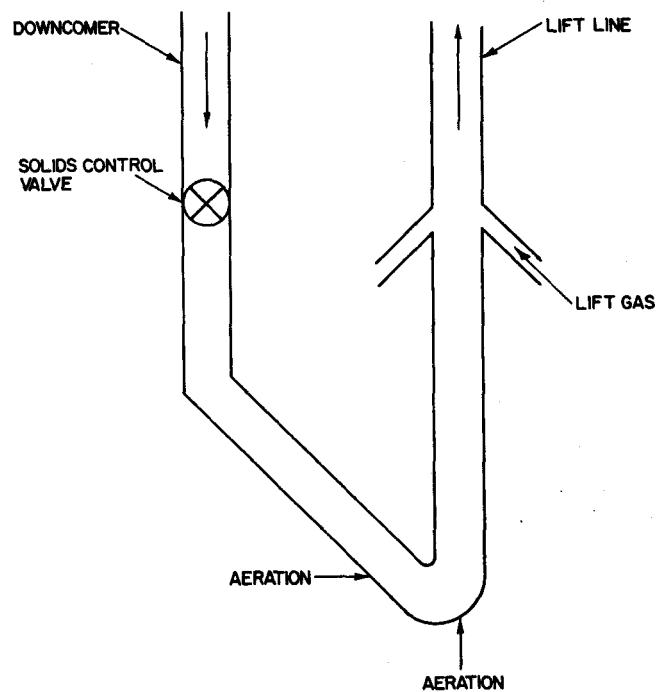 DOWNCOMER
LIFT LINE
SOLIDS CONTROL
VALVE
LIFT GAS
AERATION
AERATION